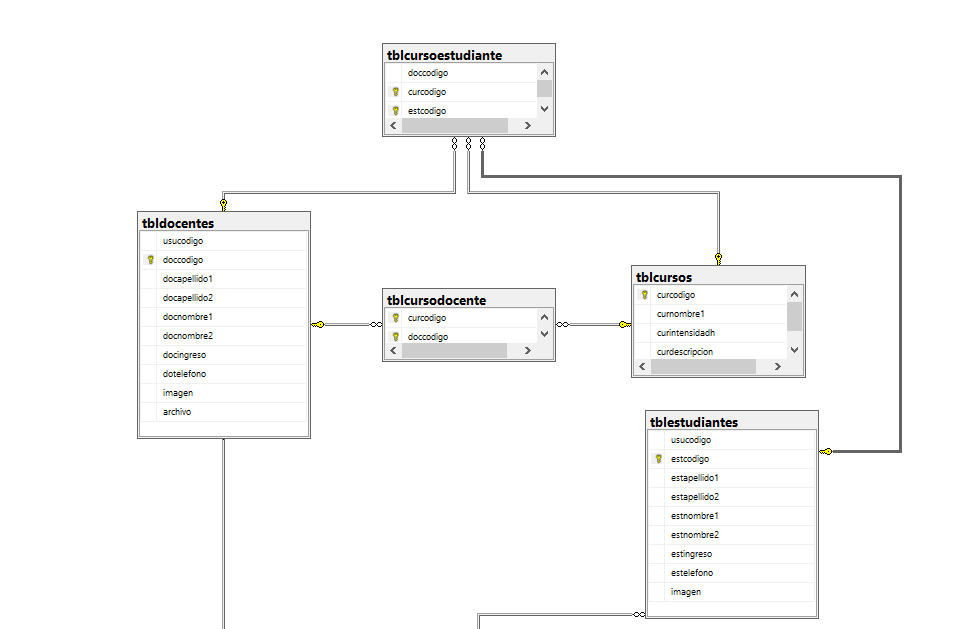 tblcursoestudiante
doccodigo
curcodigo
estcodigo
tbldocentes
usucodigo
doccodigo
docapellido1
docapellido2
docnombre1
docnombre2
docingreso
dotelefono
imagen
archivo
tblcursodocente
curcodigo
doccodigo
tblcursos
curcodigo
curnombre1
curintensidadh
curdescripcion
tblestudiantes
usucodigo
estcodigo
estapellido1
estapellido2
estnombre1
estnombre2
estingreso
estelefono
imagen